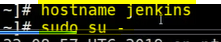 ~]# hostname jenkins
~]# sudo su -